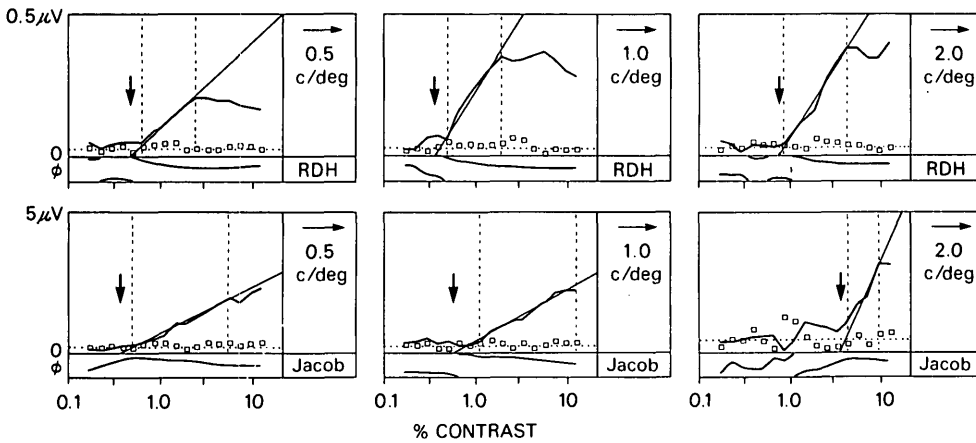 0.5μV
0
ϕ
→
0.5
c/deg
RDH
→
1.0
c/deg
RDH
→
2.0
c/deg
RDH
5μV
0
ϕ
→
0.5
c/deg
Jacob
→
1.0
c/deg
Jacob
→
2.0
c/deg
Jacob
0.1 1.0 10 0.1 1.0 10 0.1 1.0 10
% CONTRAST